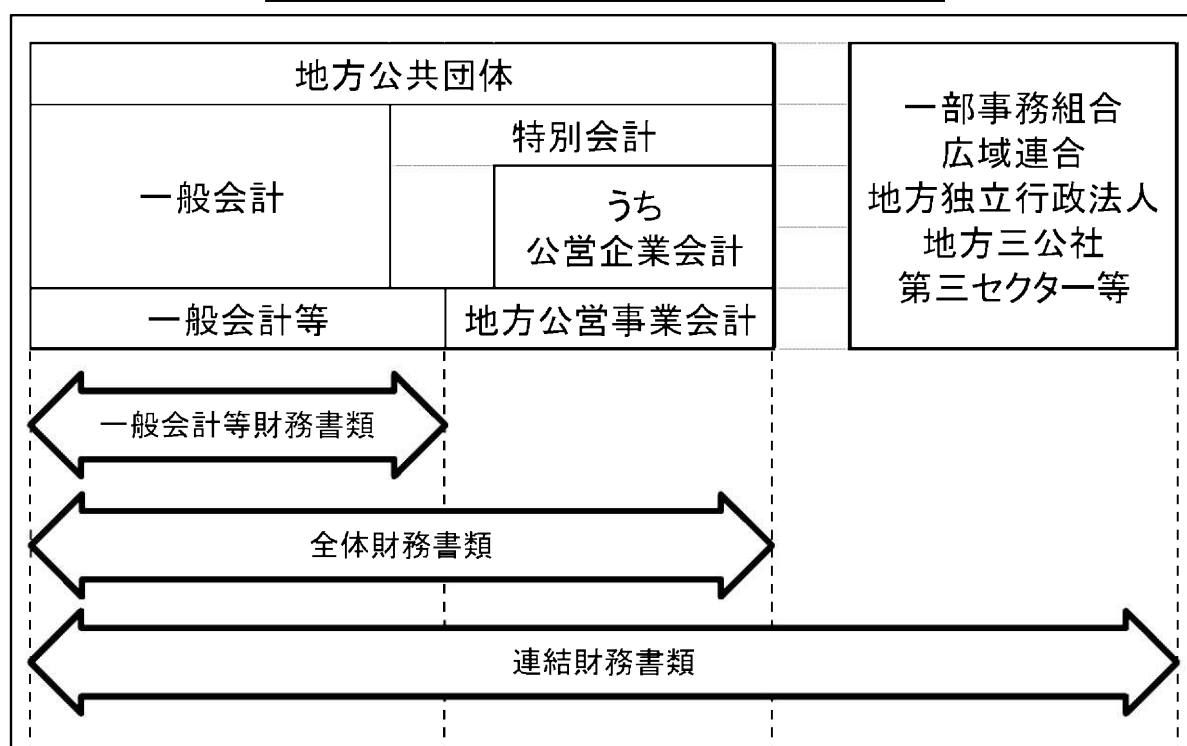 地方公共団体
一般会計
特別会計
うち
公営企業会計
一般会計等
地方公営事業会計
一部事務組合
広域連合
地方独立行政法人
地方三公社
第三セクター等
一般会計等財務書類
全体財務書類
連結財務書類